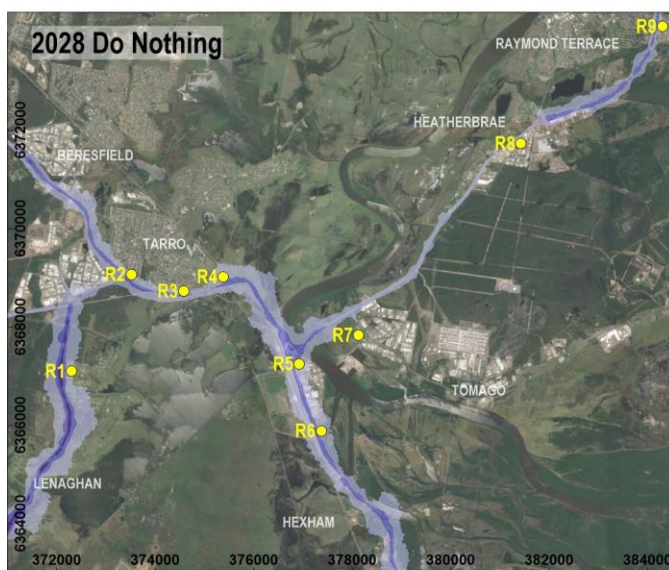 2028 Do Nothing
R9
RAYMOND TERRACE
HEATHERBRAE
6372000
R8
BERESFIELD
6370000
TARRO
R2
R4
R3
6368000
R7
R5
R1
TOMAGO
6366000
R6
LENAGHAN
6364000
HEXHAM
372000 374000 376000 378000 380000 382000 384000